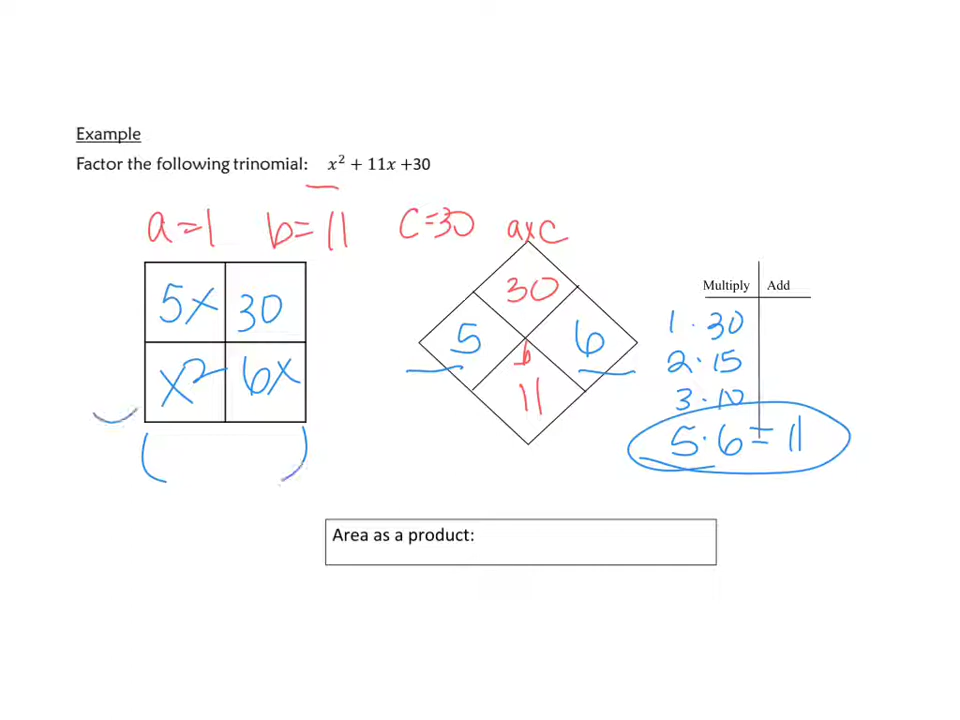 Example
Factor the following trinomial: x² + 11x +30
a=1 b=11 c=30 axc
5x 30
x² 6x
( )
30
5 6
b
11
Multiply Add
1·30
2·15
3·10
5·6=11
Area as a product: